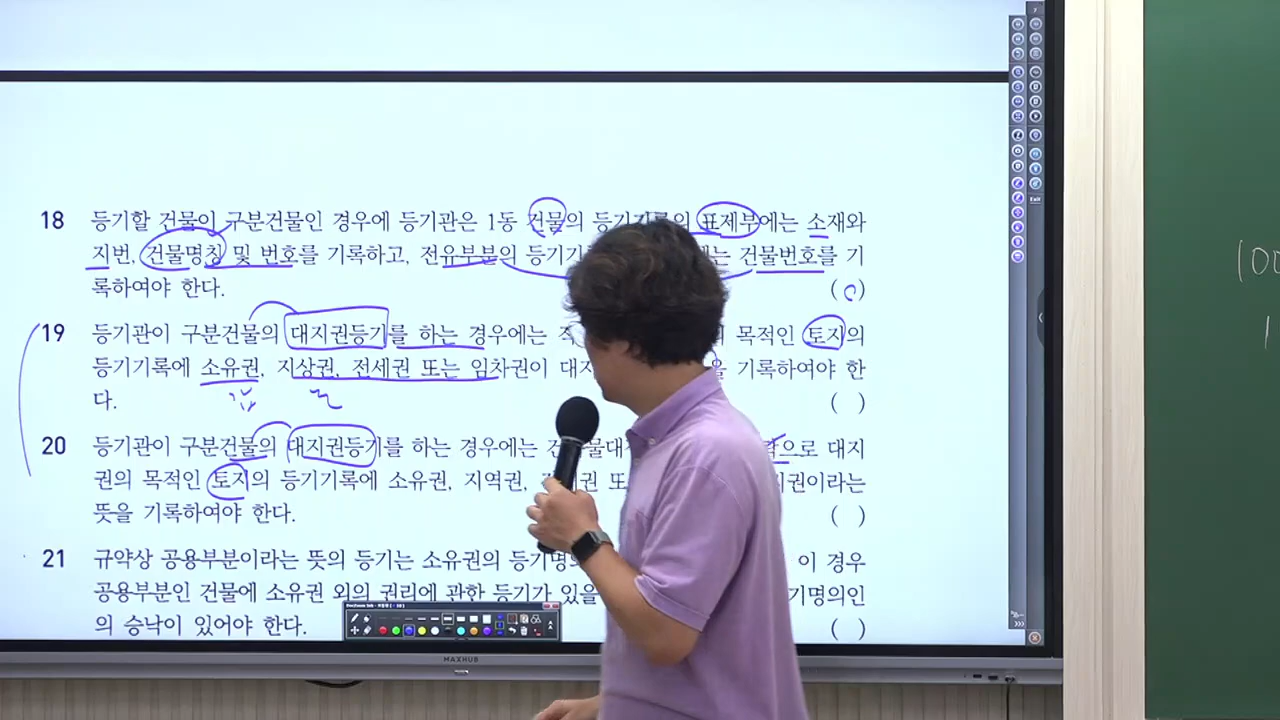 18 등기할 건물이 구분건물인 경우에 등기관은 1동 건물의 등기기록의 표제부에는 소재와
지번, 건물명칭 및 번호를 기록하고, 전유부분의 등기기 는 건물번호를 기
록하여야 한다. (○)
19 등기관이 구분건물의 대지권등기를 하는 경우에는 의 목적인 토지의
등기기록에 소유권, 지상권, 전세권 또는 임차권이 대지 기록하여야 한
다. ( )
20 등기관이 구분건물의 대지권등기를 하는 경우에는 으로 대지
권의 목적인 토지의 등기기록에 소유권, 지역권, 지권이라는
뜻을 기록하여야 한다. ( )
21 규약상 공용부분이라는 뜻의 등기는 소유권의 등기명 이 경우
공용부분인 건물에 소유권 외의 권리에 관한 등기가 있을 기명의인
의 승낙이 있어야 한다. ( )
MAXHUB
Exit
100
1